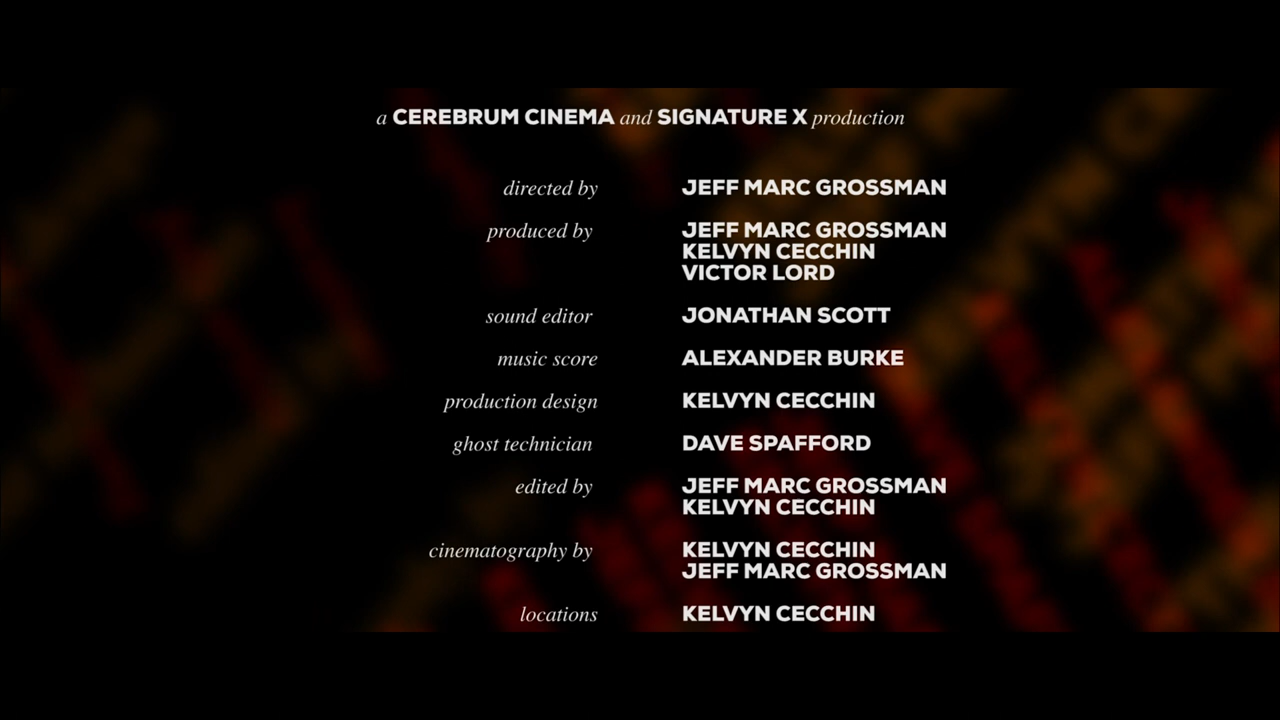 a CEREBRUM CINEMA and SIGNATURE X production
directed by JEFF MARC GROSSMAN
produced by JEFF MARC GROSSMAN
KELVYN CECCHIN
VICTOR LORD
sound editor JONATHAN SCOTT
music score ALEXANDER BURKE
production design KELVYN CECCHIN
ghost technician DAVE SPAFFORD
edited by JEFF MARC GROSSMAN
KELVYN CECCHIN
cinematography by KELVYN CECCHIN
JEFF MARC GROSSMAN
locations KELVYN CECCHIN